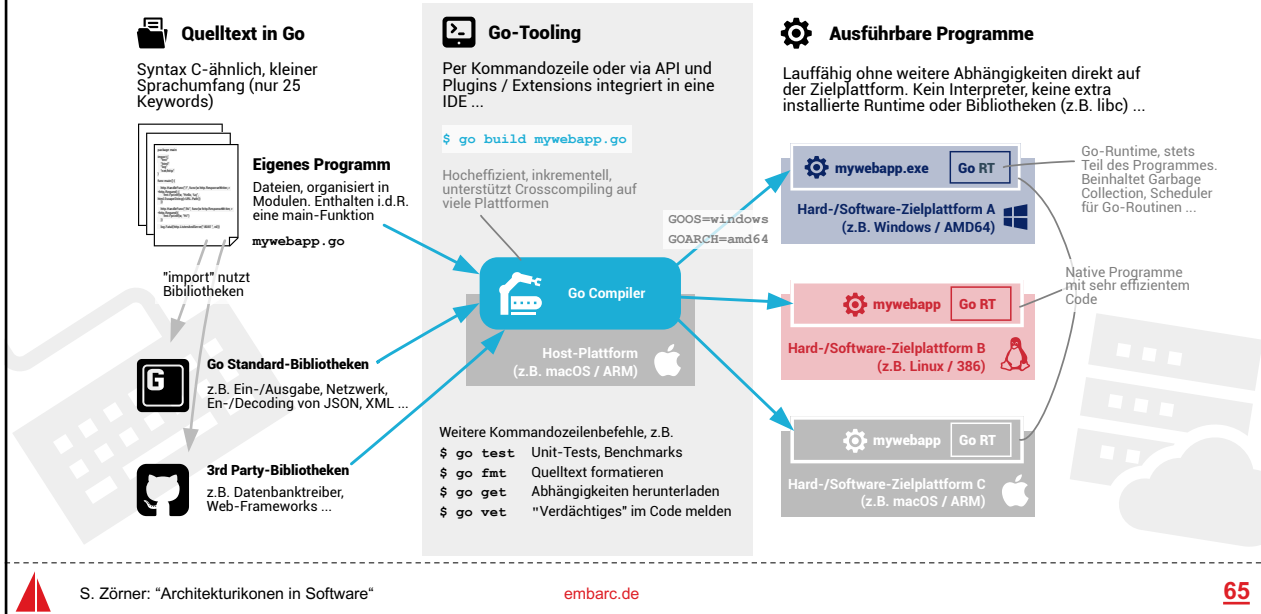 Quelltext in Go
Syntax C-ähnlich, kleiner
Sprachumfang (nur 25
Keywords)
package main
Eigenes Programm
Dateien, organisiert in
Modulen. Enthalten i.d.R.
eine main-Funktion
mywebapp.go
"import" nutzt
Bibiliotheken
G
Go Standard-Bibliotheken
z.B. Ein-/Ausgabe, Netzwerk,
En-/Decoding von JSON, XML ...
3rd Party-Bibliotheken
z.B. Datenbanktreiber,
Web-Frameworks ...
Go-Tooling
Per Kommandozeile oder via API und
Plugins / Extensions integriert in eine
IDE ...
$ go build mywebapp.go
Hocheffizient, inkrementell,
unterstützt Crosscompiling auf
viele Plattformen
GOOS=windows
GOARCH=amd64
Go Compiler
Host-Plattform
(z.B. macOS / ARM)
Weitere Kommandozeilenbefehle, z.B.
$ go test Unit-Tests, Benchmarks
$ go fmt Quelltext formatieren
$ go get Abhängigkeiten herunterladen
$ go vet "Verdächtiges" im Code melden
Ausführbare Programme
Lauffähig ohne weitere Abhängigkeiten direkt auf
der Zielplattform. Kein Interpreter, keine extra
installierte Runtime oder Bibliotheken (z.B. libc) ...
mywebapp.exe Go RT
Hard-/Software-Zielplattform A
(z.B. Windows / AMD64)
Go-Runtime, stets
Teil des Programmes.
Beinhaltet Garbage
Collection, Scheduler
für Go-Routinen ...
mywebapp Go RT
Hard-/Software-Zielplattform B
(z.B. Linux / 386)
Native Programme
mit sehr effizientem
Code
mywebapp Go RT
Hard-/Software-Zielplattform C
(z.B. macOS / ARM)
S. Zörner: “Architekturikonen in Software“
embarc.de
65